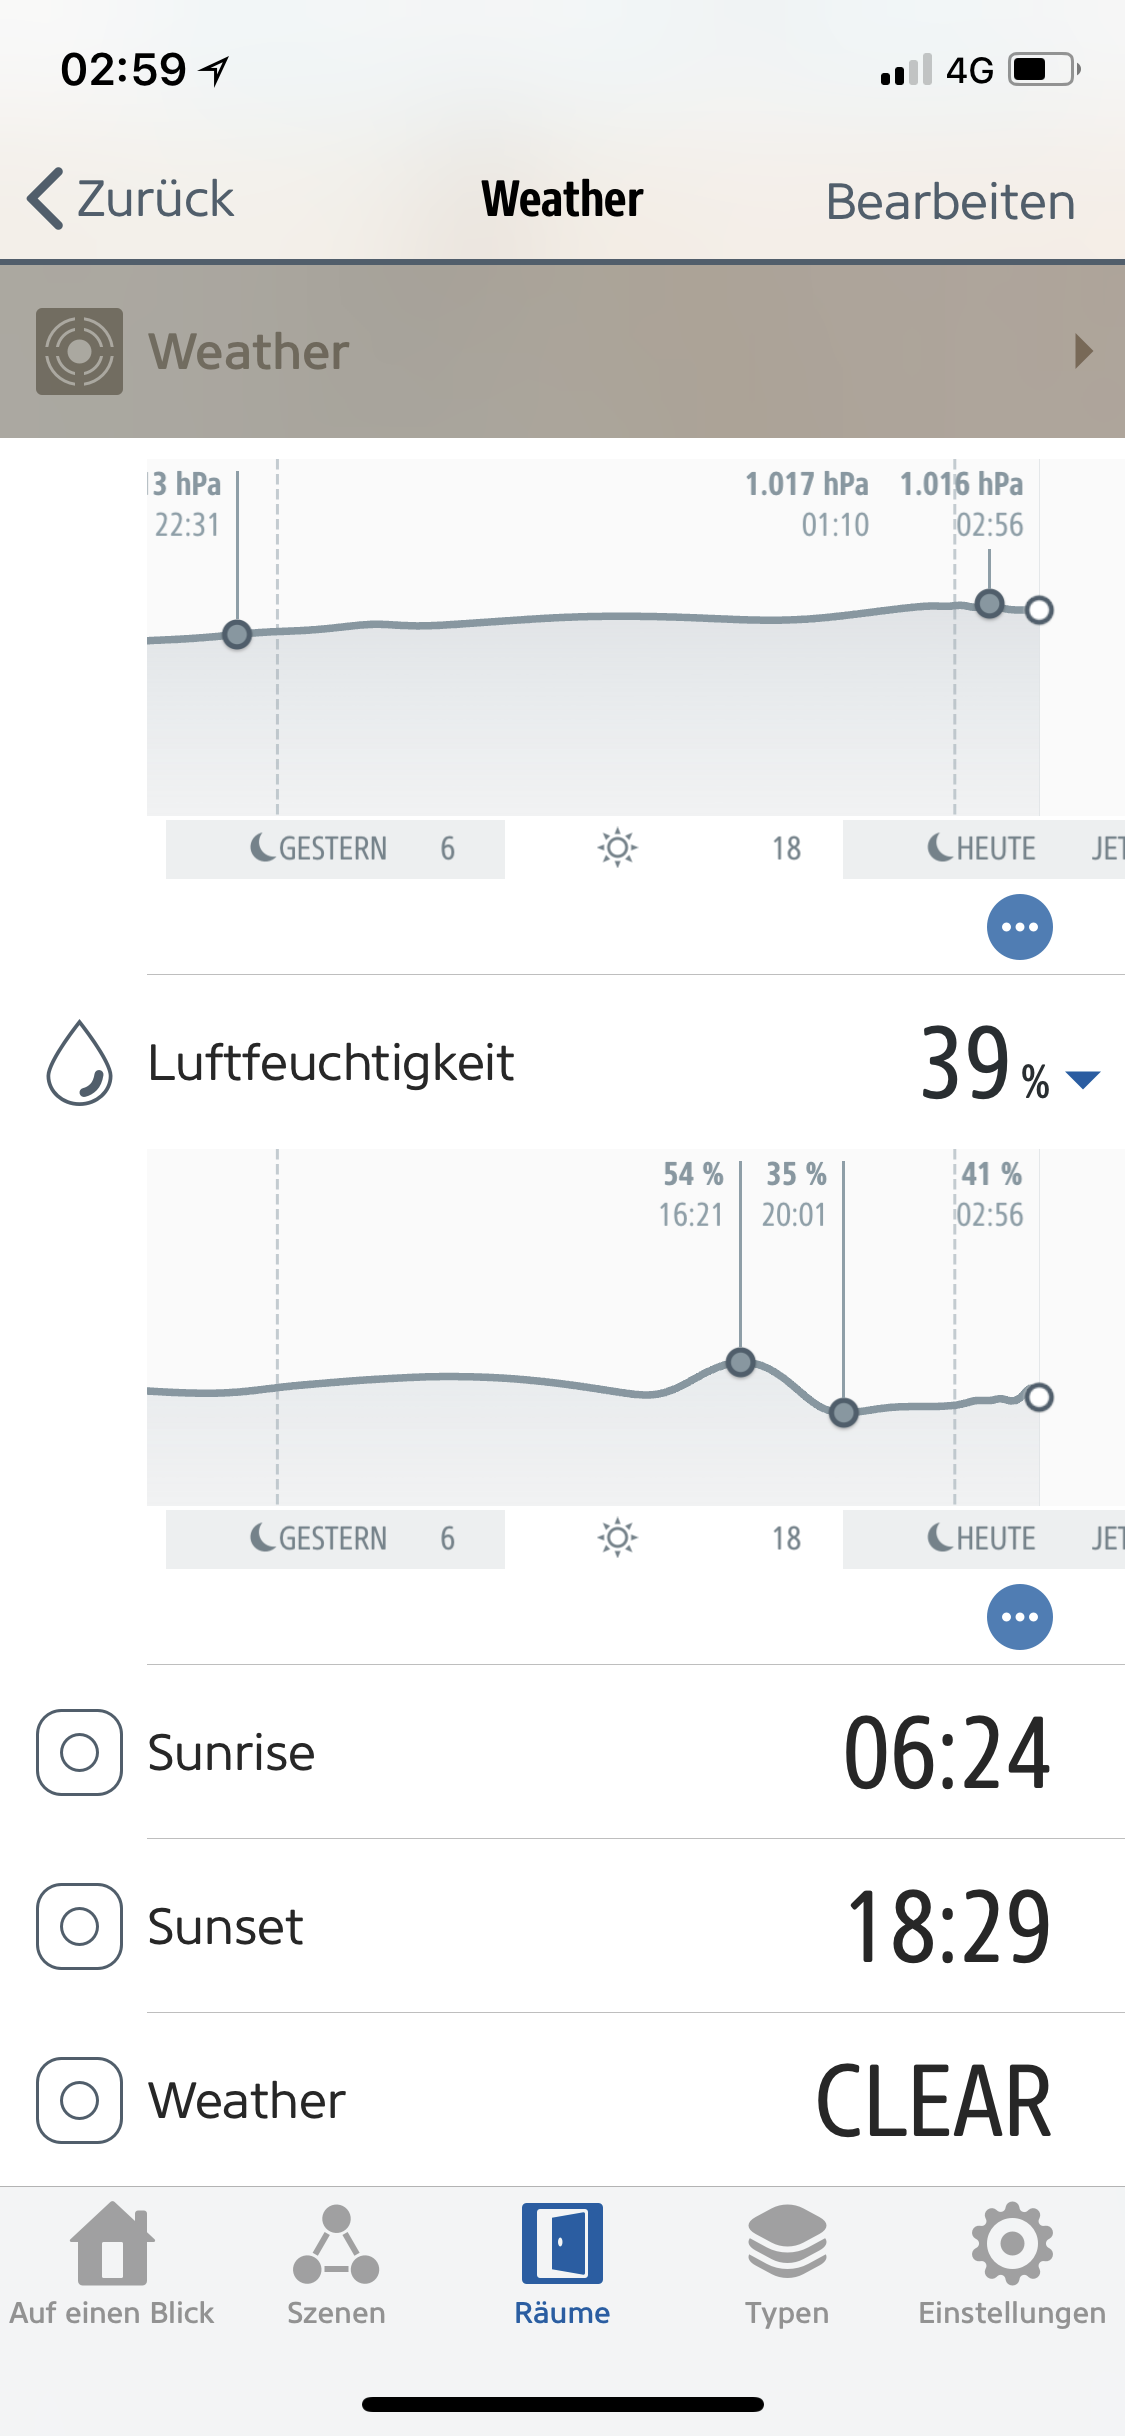 02:59
4G
Zurück
Weather
Bearbeiten
Weather
3 hPa
22:31
1.017 hPa
01:10
1.016 hPa
02:56
GESTERN 6 18 HEUTE JET
Luftfeuchtigkeit
39 %
54 %
16:21
35 %
20:01
41 %
02:56
GESTERN 6 18 HEUTE JET
Sunrise
06:24
Sunset
18:29
Weather
CLEAR
Auf einen Blick
Szenen
Räume
Typen
Einstellungen